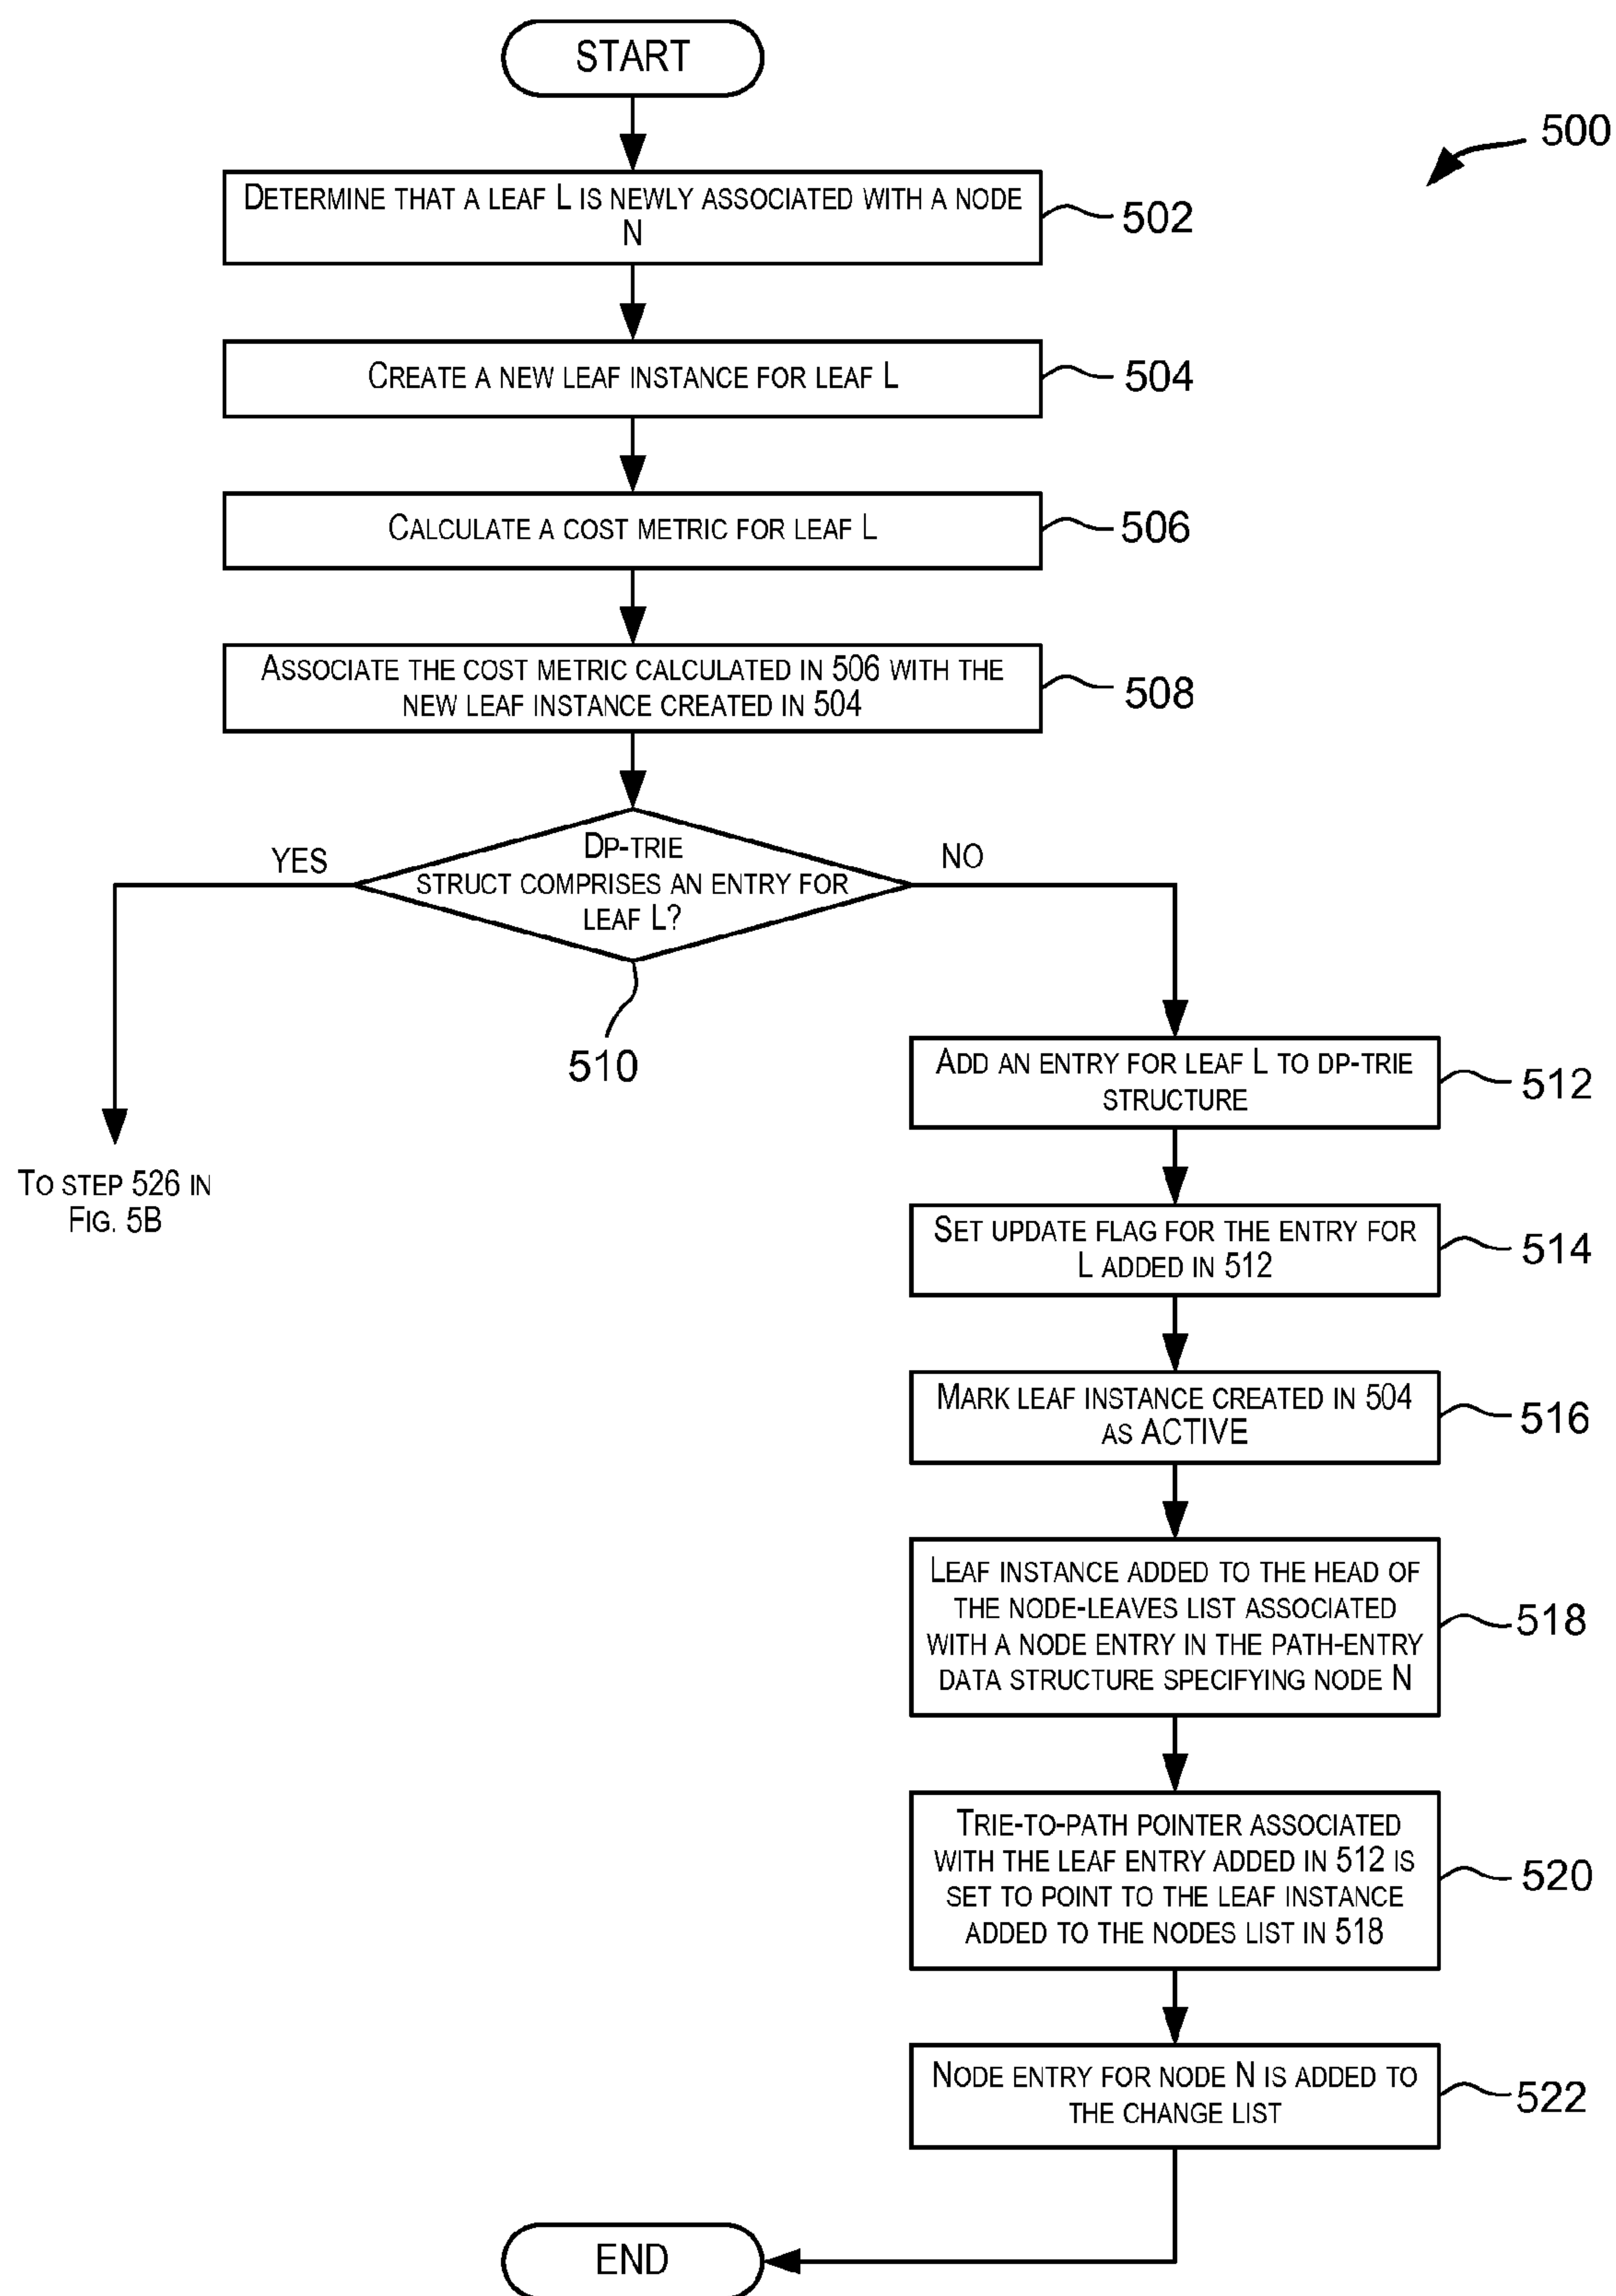 START
500
DETERMINE THAT A LEAF L IS NEWLY ASSOCIATED WITH A NODE
N
502
CREATE A NEW LEAF INSTANCE FOR LEAF L
504
CALCULATE A COST METRIC FOR LEAF L
506
ASSOCIATE THE COST METRIC CALCULATED IN 506 WITH THE
NEW LEAF INSTANCE CREATED IN 504
508
DP-TRIE
STRUCT COMPRISES AN ENTRY FOR
LEAF L?
YES
NO
510
TO STEP 526 IN
FIG. 5B
ADD AN ENTRY FOR LEAF L TO DP-TRIE
STRUCTURE
512
SET UPDATE FLAG FOR THE ENTRY FOR
L ADDED IN 512
514
MARK LEAF INSTANCE CREATED IN 504
AS ACTIVE
516
LEAF INSTANCE ADDED TO THE HEAD OF
THE NODE-LEAVES LIST ASSOCIATED
WITH A NODE ENTRY IN THE PATH-ENTRY
DATA STRUCTURE SPECIFYING NODE N
518
TRIE-TO-PATH POINTER ASSOCIATED
WITH THE LEAF ENTRY ADDED IN 512 IS
SET TO POINT TO THE LEAF INSTANCE
ADDED TO THE NODES LIST IN 518
520
NODE ENTRY FOR NODE N IS ADDED TO
THE CHANGE LIST
522
END